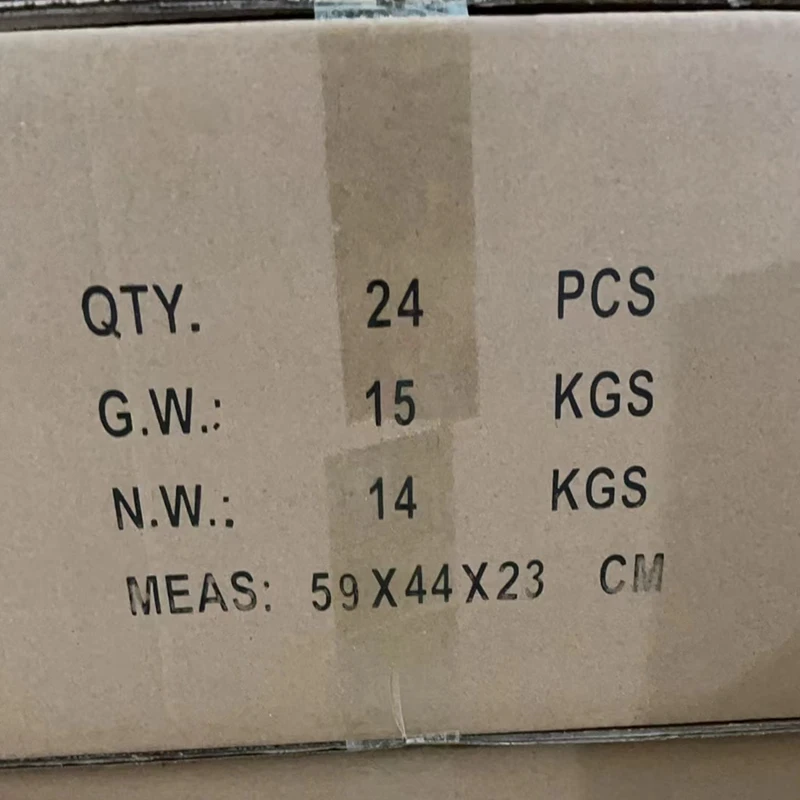 QTY. 24 PCS
G.W.: 15 KGS
N.W.: 14 KGS
MEAS: 59X44X23 CM